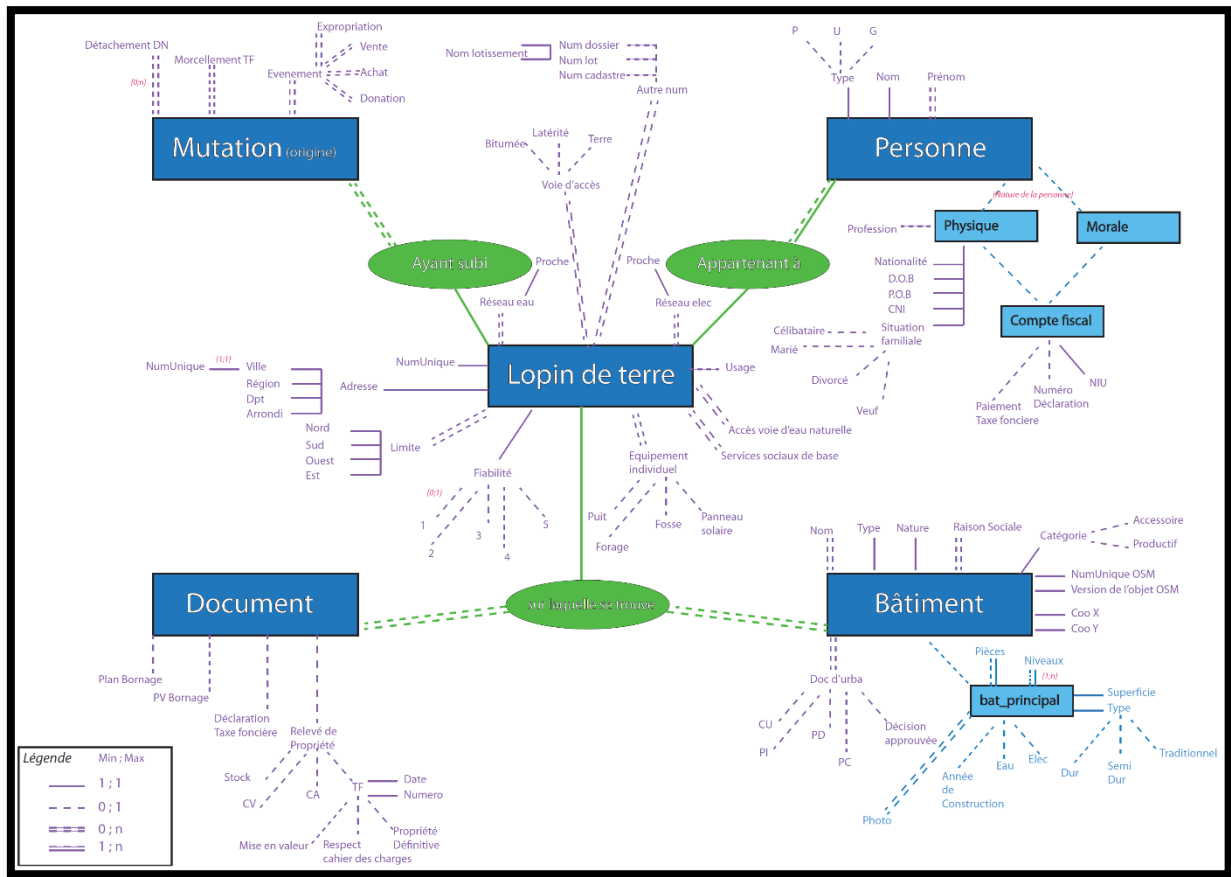 Expropriation
Détachement DN
Vente
Nom lotissement
Num dossier
Morcellement TF
Num lot
Evenement
Achat
Num cadastre
{0;n}
Donation
Autre num
P
U
G
Type
Nom
Prénom
Mutation (origine)
Latérité
Bitumée
Terre
Voie d'accès
Personne
{Nature de la personne}
Physique
Morale
Profession
Ayant subi
Proche
Proche
Appartenant à
Nationalité
D.O.B
P.O.B
CNI
Situation
familiale
Compte fiscal
Réseau eau
Réseau elec
Célibataire
Marié
Divorcé
Veuf
NIU
Numéro
Déclaration
Paiement
Taxe fonciere
NumUnique
{1;1}
Ville
Région
Dpt
Arrondi
Adresse
NumUnique
Lopin de terre
Usage
Accès voie d'eau naturelle
Services sociaux de base
Nord
Sud
Ouest
Est
Limite
Fiabilité
{0;1}
1
2
3
4
5
Equipement
individuel
Puit
Forage
Fosse
Panneau
solaire
Nom
Type
Nature
Raison Sociale
Catégorie
Accessoire
Productif
Document
sur laquelle se trouve
Bâtiment
NumUnique OSM
Version de l'objet OSM
Coo X
Coo Y
Plan Bornage
PV Bornage
Déclaration
Taxe foncière
Relevé de
Propriété
Stock
CV
CA
TF
Date
Numero
Mise en valeur
Respect
cahier des charges
Propriété
Définitive
Doc d'urba
CU
PI
PD
PC
Décision
approuvée
Pièces
Niveaux
{1;n}
bat_principal
Superficie
Type
Photo
Année
de
Construction
Eau
Elec
Dur
Semi
Dur
Traditionnel
Légende
Min ; Max
1 ; 1
0 ; 1
0 ; n
1 ; n